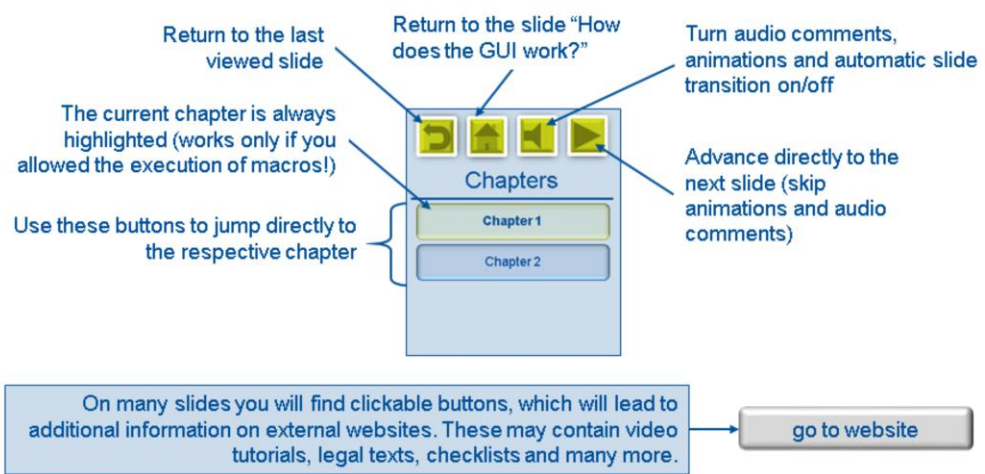 Return to the last
viewed slide
Return to the slide “How
does the GUI work?”
Turn audio comments,
animations and automatic slide
transition on/off
The current chapter is always
highlighted (works only if you
allowed the execution of macros!)
Advance directly to the
next slide (skip
animations and audio
comments)
Use these buttons to jump directly to
the respective chapter
Chapters
Chapter 1
Chapter 2
On many slides you will find clickable buttons, which will lead to
additional information on external websites. These may contain video
tutorials, legal texts, checklists and many more.
go to website